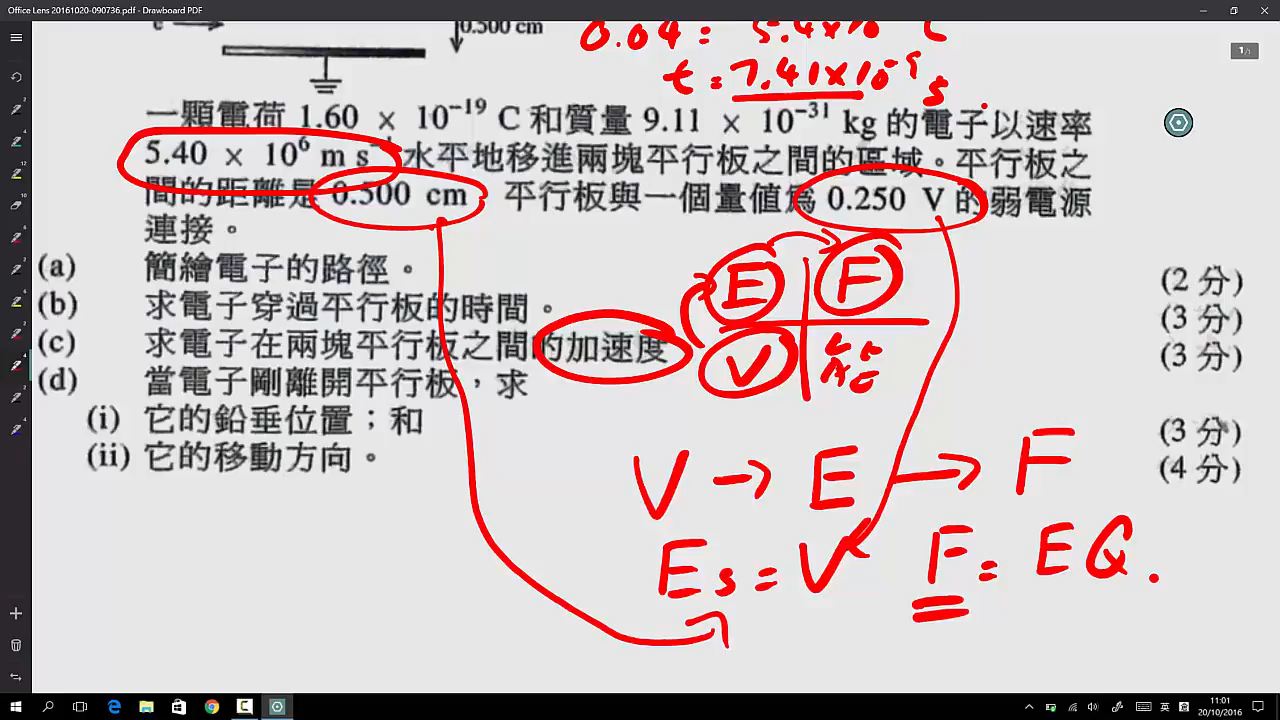 Office Lens 20161020-090736.pdf - Drawboard PDF
1/1
0.500 cm
0.04 = 5.4×10
t = 7.41×10⁻⁹ s.
一顆電荷 1.60 × 10⁻¹⁹ C 和質量 9.11 × 10⁻³¹ kg 的電子以速率
5.40 × 10⁶ m s⁻¹ 水平地移進兩塊平行板之間的區域。平行板之
間的距離是 0.500 cm 平行板與一個量值為 0.250 V 的弱電源
連接。
(a) 簡繪電子的路徑。 (2 分)
(b) 求電子穿過平行板的時間。 (3 分)
(c) 求電子在兩塊平行板之間的加速度 (3 分)
(d) 當電子剛離開平行板，求
(i) 它的鉛垂位置；和 (3 分)
(ii) 它的移動方向。 (4 分)
E F
V
V → E → F
Es = V F = EQ.
英
11:01
20/10/2016